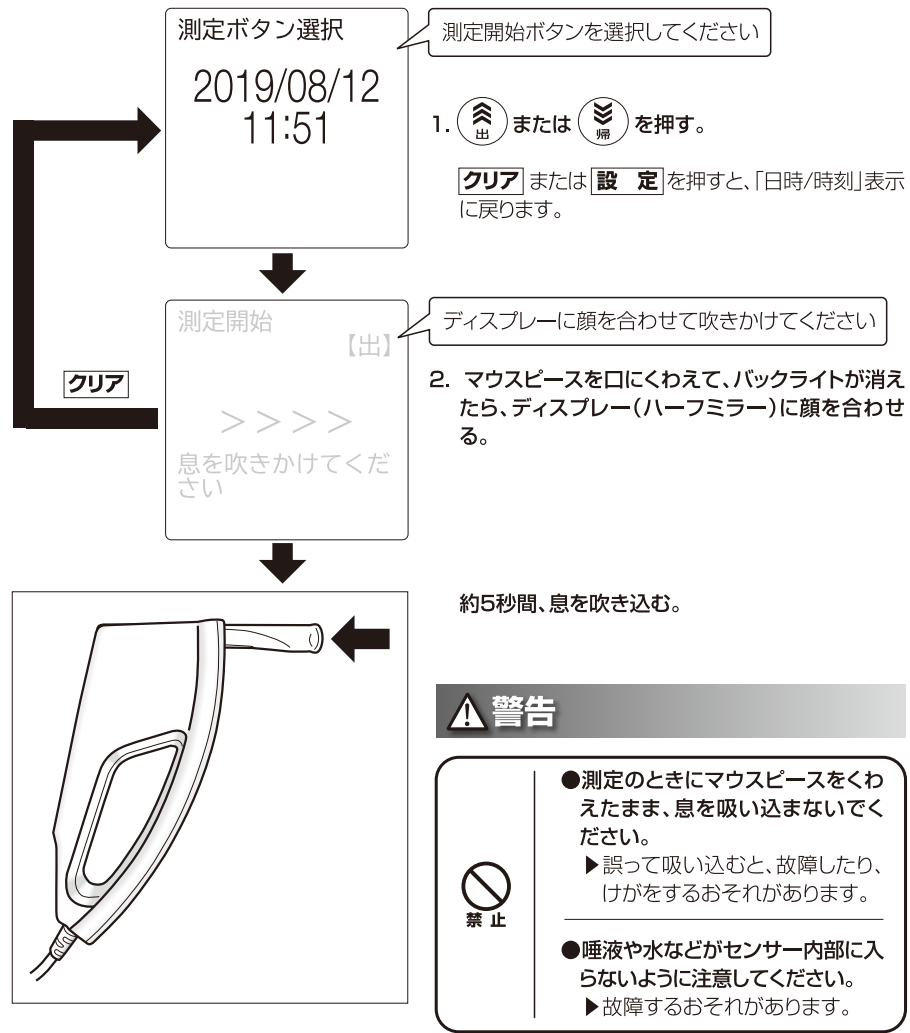 測定ボタン選択
2019/08/12
11:51
測定開始ボタンを選択してください
1. 出 または 帰 を押す。
クリア または 設 定 を押すと、「日時/時刻」表示
に戻ります。
測定開始
【出】
>>>>
息を吹きかけてくだ
さい
クリア
ディスプレーに顔を合わせて吹きかけてください
2. マウスピースを口にくわえて、バックライトが消え
たら、ディスプレー(ハーフミラー)に顔を合わせ
る。
約5秒間、息を吹き込む。
警告
禁 止
●測定のときにマウスピースをくわ
えたまま、息を吸い込まないでく
ださい。
▶誤って吸い込むと、故障したり、
けがをするおそれがあります。
●唾液や水などがセンサー内部に入
らないように注意してください。
▶故障するおそれがあります。